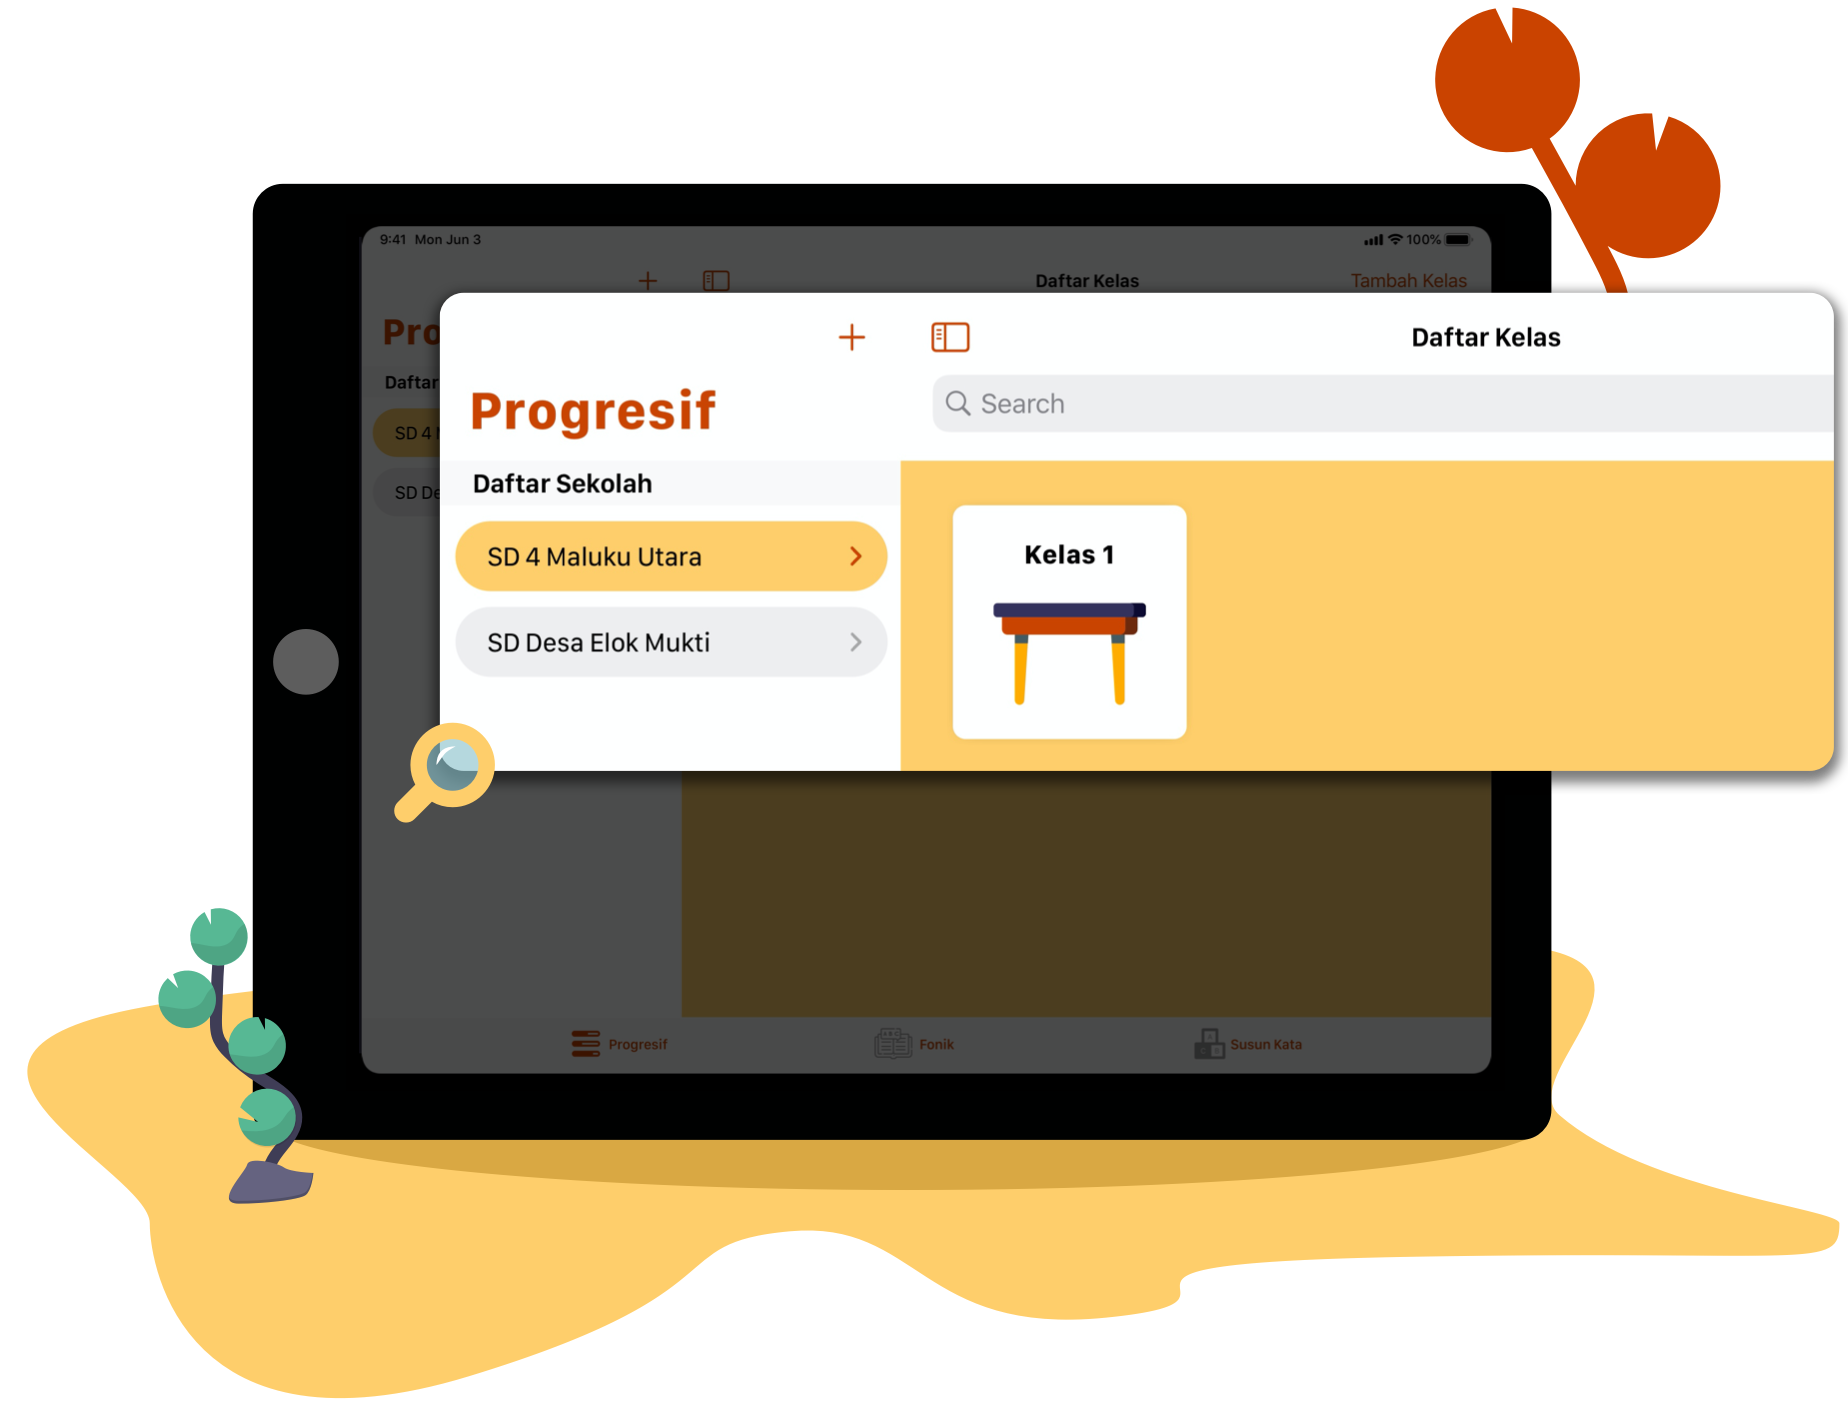 9:41 Mon Jun 3
100%
Daftar Kelas
Tambah Kelas
Pro
Daftar
SD 4
SD De
Daftar Kelas
Search
Progresif
Daftar Sekolah
SD 4 Maluku Utara
SD Desa Elok Mukti
Kelas 1
Progresif
Fonik
Susun Kata